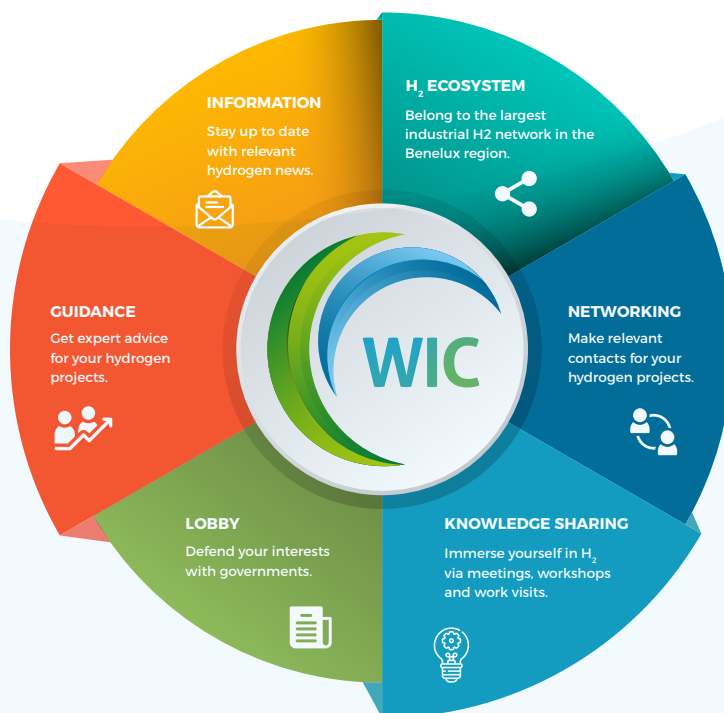 INFORMATION
Stay up to date
with relevant
hydrogen news.
H₂ ECOSYSTEM
Belong to the largest
industrial H2 network in the
Benelux region.
GUIDANCE
Get expert advice
for your hydrogen
projects.
WIC
NETWORKING
Make relevant
contacts for your
hydrogen projects.
LOBBY
Defend your interests
with governments.
KNOWLEDGE SHARING
Immerse yourself in H₂
via meetings, workshops
and work visits.